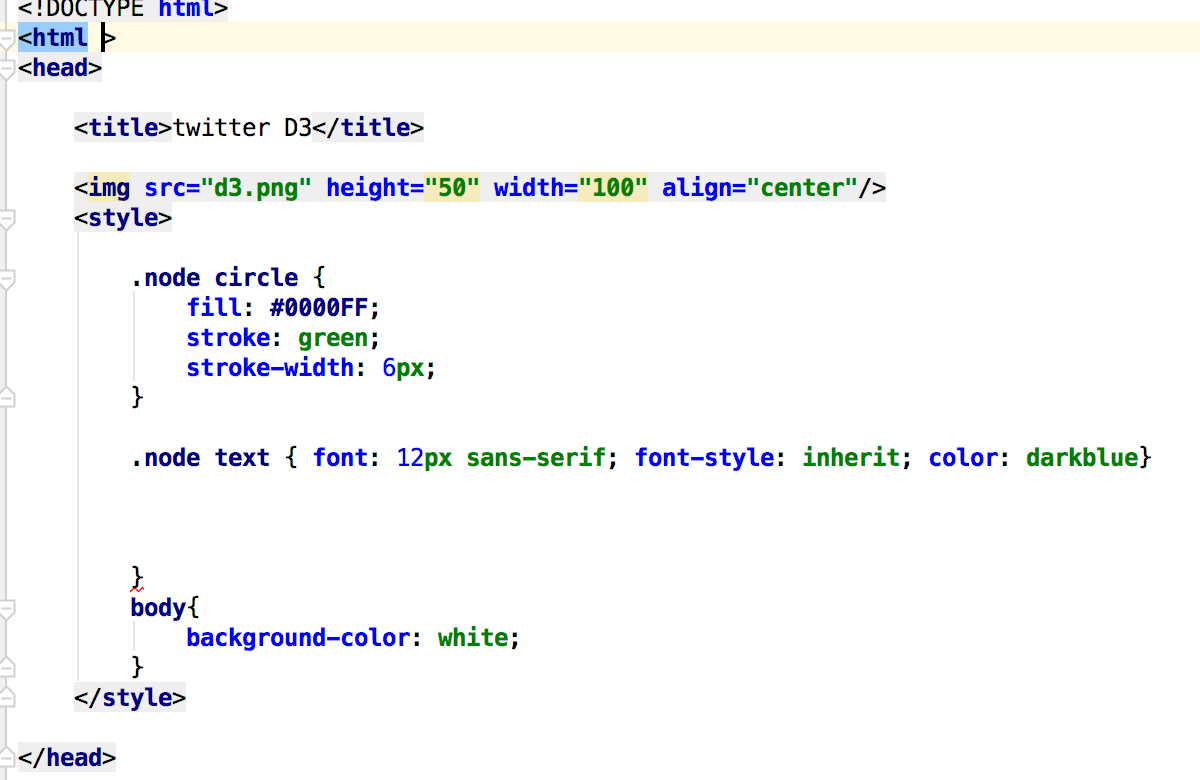 <!DOCTYPE html>
<html >
<head>
<title>twitter D3</title>
<img src="d3.png" height="50" width="100" align="center"/>
<style>
.node circle {
fill: #0000FF;
stroke: green;
stroke-width: 6px;
}
.node text { font: 12px sans-serif; font-style: inherit; color: darkblue}
}
body{
background-color: white;
}
</style>
</head>